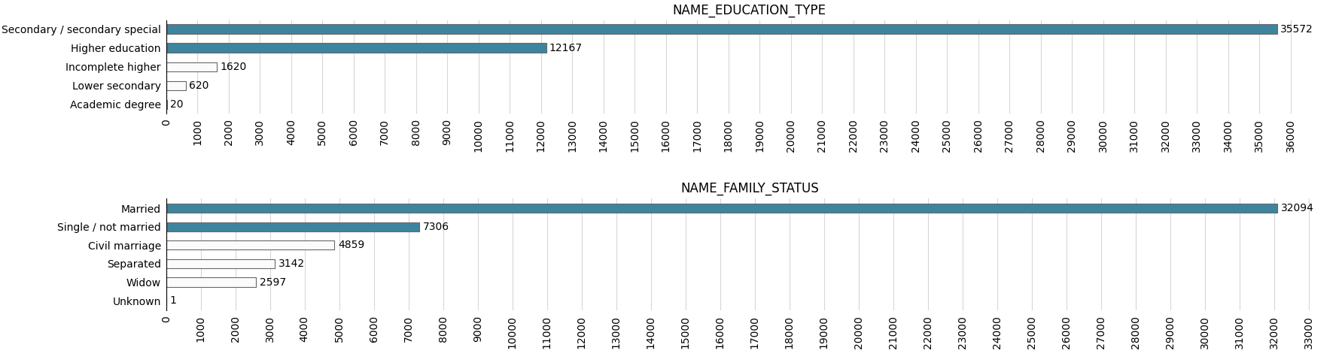 NAME_EDUCATION_TYPE
Secondary / secondary special 35572
Higher education 12167
Incomplete higher 1620
Lower secondary 620
Academic degree 20
0 1000 2000 3000 4000 5000 6000 7000 8000 9000 10000 11000 12000 13000 14000 15000 16000 17000 18000 19000 20000 21000 22000 23000 24000 25000 26000 27000 28000 29000 30000 31000 32000 33000 34000 35000 36000
NAME_FAMILY_STATUS
Married 32094
Single / not married 7306
Civil marriage 4859
Separated 3142
Widow 2597
Unknown 1
0 1000 2000 3000 4000 5000 6000 7000 8000 9000 10000 11000 12000 13000 14000 15000 16000 17000 18000 19000 20000 21000 22000 23000 24000 25000 26000 27000 28000 29000 30000 31000 32000 33000